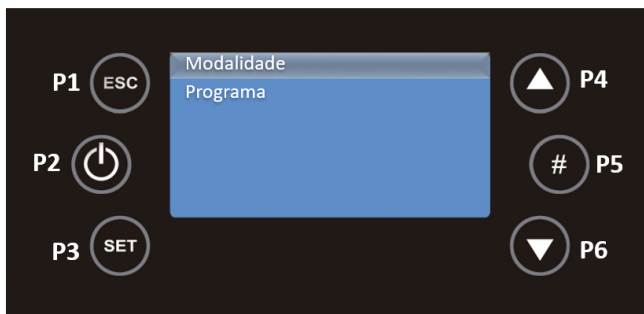 Modalidade
Programa
P1 ESC
P2
P3 SET
P4
# P5
P6